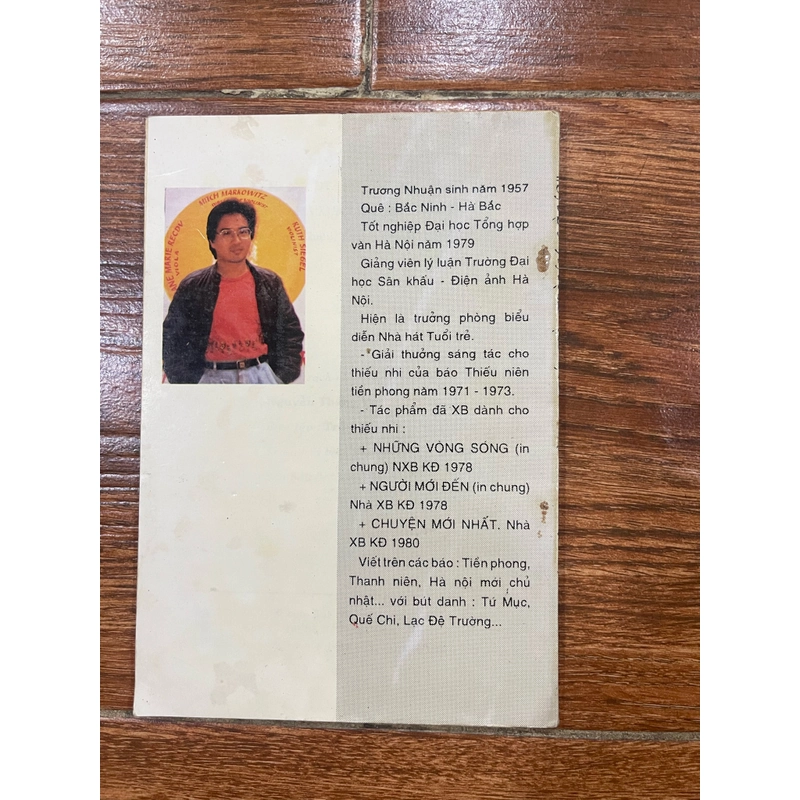 MITCH MARKOWITZ
RUTH SIEGEL
VIOLINIST
VIOLA
Trương Nhuận sinh năm 1957
Quê : Bắc Ninh - Hà Bắc
Tốt nghiệp Đại học Tổng hợp
văn Hà Nội năm 1979
Giảng viên lý luận Trường Đại
học Sân khấu - Điện ảnh Hà
Nội.
Hiện là trưởng phòng biểu
diễn Nhà hát Tuổi trẻ.
- Giải thưởng sáng tác cho
thiếu nhi của báo Thiếu niên
tiền phong năm 1971 - 1973.
- Tác phẩm đã XB dành cho
thiếu nhi :
+ NHỮNG VÒNG SÓNG (in
chung) NXB KĐ 1978
+ NGƯỜI MỚI ĐẾN (in chung)
Nhà XB KĐ 1978
+ CHUYỆN MỚI NHẤT. Nhà
XB KĐ 1980
Viết trên các báo : Tiền phong,
Thanh niên, Hà nội mới chủ
nhật... với bút danh : Tứ Mục,
Quế Chi, Lạc Đệ Trường...